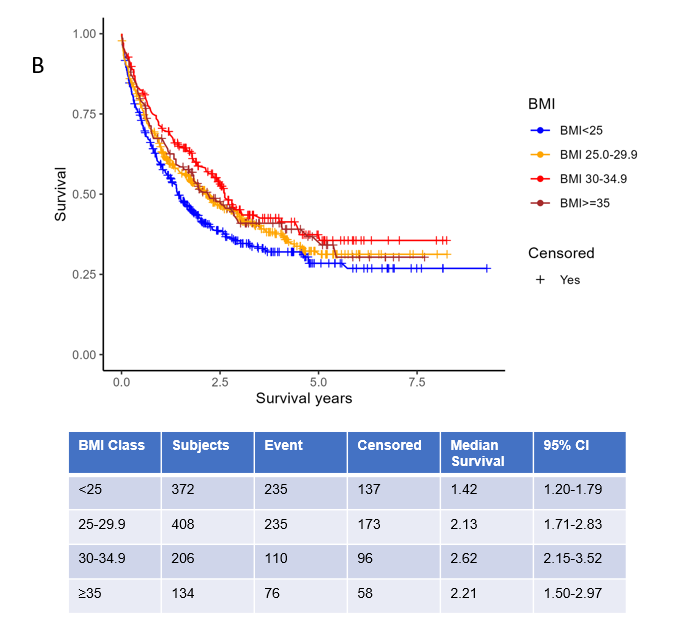 B
1.00
0.75
0.50
0.25
0.00
Survival
0.0 2.5 5.0 7.5
Survival years
BMI
BMI<25
BMI 25.0-29.9
BMI 30-34.9
BMI>=35
Censored
Yes
BMI Class Subjects Event Censored Median Survival 95% CI
<25 372 235 137 1.42 1.20-1.79
25-29.9 408 235 173 2.13 1.71-2.83
30-34.9 206 110 96 2.62 2.15-3.52
≥35 134 76 58 2.21 1.50-2.97